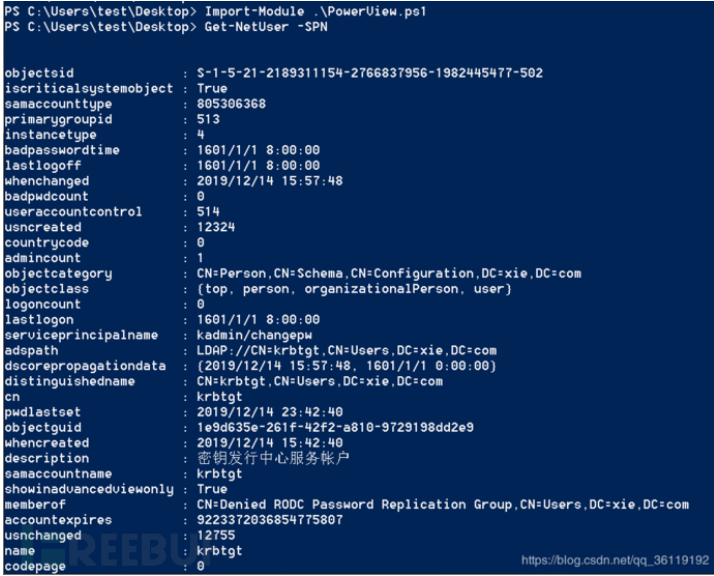 PS C:\Users\test\Desktop> Import-Module .\PowerView.ps1
PS C:\Users\test\Desktop> Get-NetUser -SPN
objectsid : S-1-5-21-2189311154-2766837956-1982445477-502
iscriticalsystemobject : True
samaccounttype : 805306368
primarygroupid : 513
instancetype : 4
badpasswordtime : 1601/1/1 8:00:00
lastlogoff : 1601/1/1 8:00:00
whenchanged : 2019/12/14 15:57:48
badpwdcount : 0
useraccountcontrol : 514
usncreated : 12324
countrycode : 0
admincount : 1
objectcategory : CN=Person,CN=Schema,CN=Configuration,DC=xie,DC=com
objectclass : {top, person, organizationalPerson, user}
logoncount : 0
lastlogon : 1601/1/1 8:00:00
serviceprincipalname : kadmin/changepw
adspath : LDAP://CN=krbtgt,CN=Users,DC=xie,DC=com
dscorepropagationdata : {2019/12/14 15:57:48, 1601/1/1 0:00:00}
distinguishedname : CN=krbtgt,CN=Users,DC=xie,DC=com
cn : krbtgt
pwdlastset : 2019/12/14 23:42:40
objectguid : 1e9d635e-261f-42f2-a810-9729198dd2e9
whencreated : 2019/12/14 15:42:40
description : 密钥发行中心服务帐户
samaccountname : krbtgt
showinadvancedviewonly : True
memberof : CN=Denied RODC Password Replication Group,CN=Users,DC=xie,DC=com
accountexpires : 9223372036854775807
usnchanged : 12755
name : krbtgt
codepage : 0
FREEBUF
https://blog.csdn.net/qq_36119192